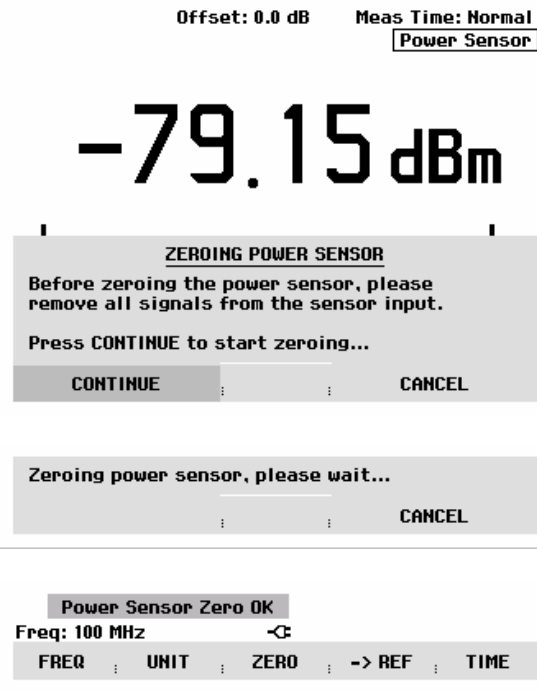 Offset: 0.0 dB Meas Time: Normal
Power Sensor
-79.15 dBm
ZEROING POWER SENSOR
Before zeroing the power sensor, please
remove all signals from the sensor input.
Press CONTINUE to start zeroing...
CONTINUE CANCEL
Zeroing power sensor, please wait...
CANCEL
Power Sensor Zero OK
Freq: 100 MHz
FREQ UNIT ZERO -> REF TIME